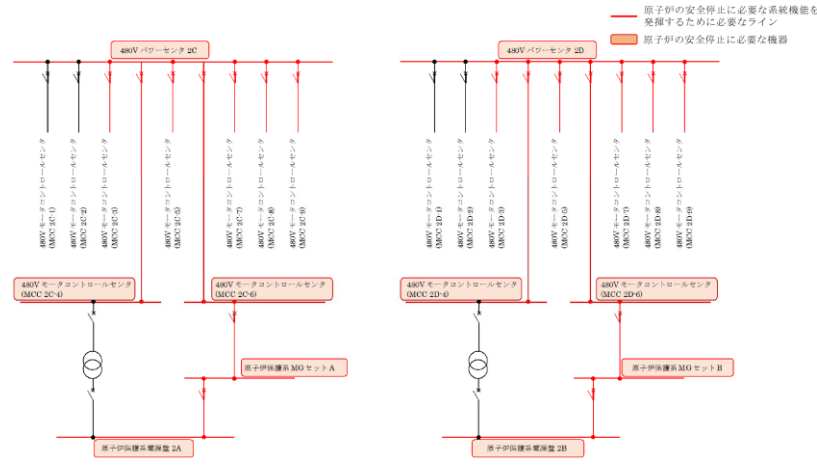 原子炉の安全停止に必要な系統機能を
発揮するために必要なライン
原子炉の安全停止に必要な機器
480V パワーセンタ 2C
480V パワーセンタ 2D
480V モータコントロールセンタ
(MCC 2C-1)
480V モータコントロールセンタ
(MCC 2C-2)
480V モータコントロールセンタ
(MCC 2C-3)
480V モータコントロールセンタ
(MCC 2C-5)
480V モータコントロールセンタ
(MCC 2C-7)
480V モータコントロールセンタ
(MCC 2C-8)
480V モータコントロールセンタ
(MCC 2C-9)
480V モータコントロールセンタ
(MCC 2D-1)
480V モータコントロールセンタ
(MCC 2D-2)
480V モータコントロールセンタ
(MCC 2D-3)
480V モータコントロールセンタ
(MCC 2D-5)
480V モータコントロールセンタ
(MCC 2D-7)
480V モータコントロールセンタ
(MCC 2D-8)
480V モータコントロールセンタ
(MCC 2D-9)
480V モータコントロールセンタ
(MCC 2C-4)
480V モータコントロールセンタ
(MCC 2C-6)
480V モータコントロールセンタ
(MCC 2D-4)
480V モータコントロールセンタ
(MCC 2D-6)
原子炉保護系 MG セット A
原子炉保護系 MG セット B
原子炉保護系電源盤 2A
原子炉保護系電源盤 2B